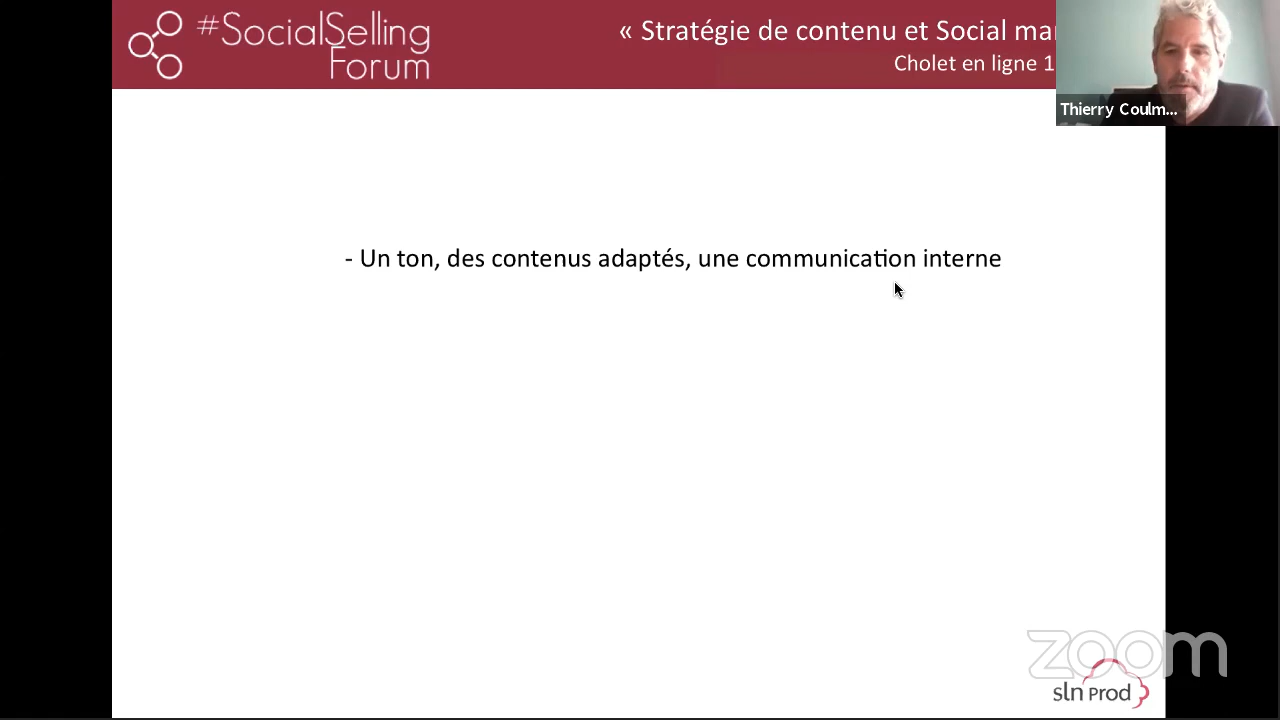 #SocialSelling
Forum
« Stratégie de contenu et Social mar
Cholet en ligne 1
Thierry Coulm...
- Un ton, des contenus adaptés, une communication interne
zoom
sln PROD